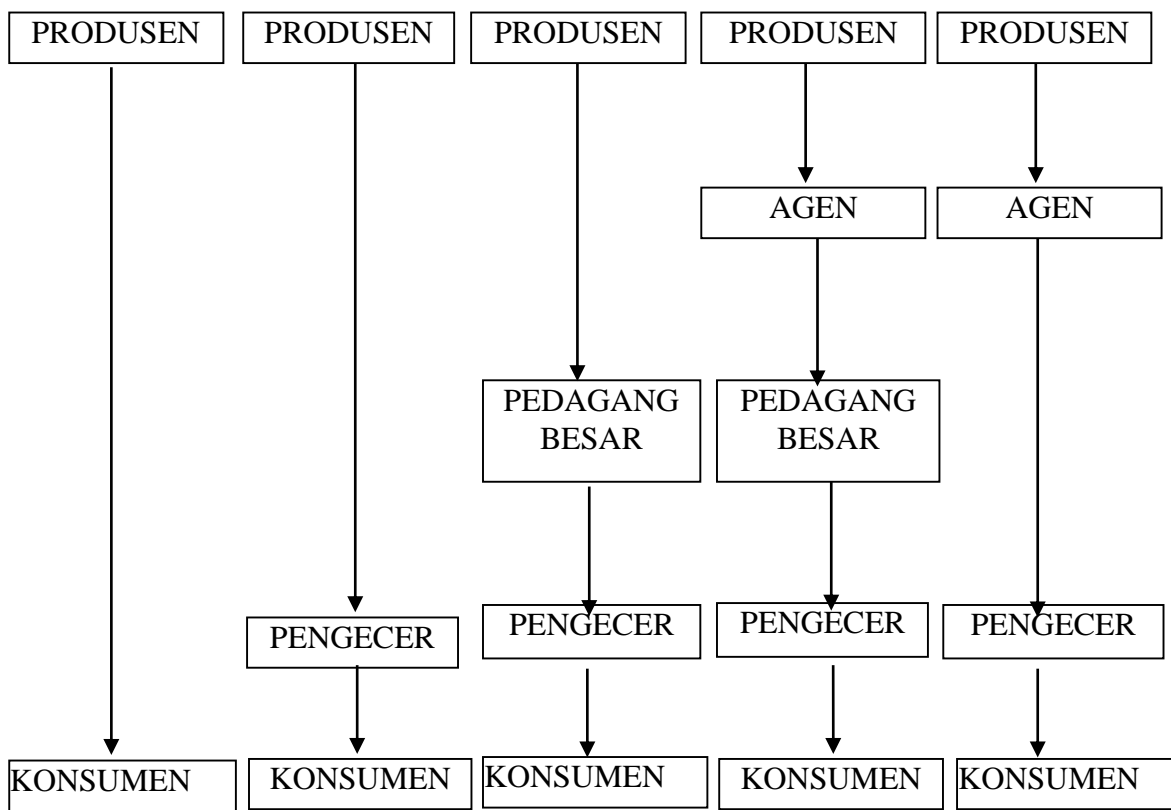 PRODUSEN
PRODUSEN
PRODUSEN
PRODUSEN
PRODUSEN
AGEN
AGEN
PEDAGANG
BESAR
PEDAGANG
BESAR
PENGECER
PENGECER
PENGECER
PENGECER
KONSUMEN
KONSUMEN
KONSUMEN
KONSUMEN
KONSUMEN